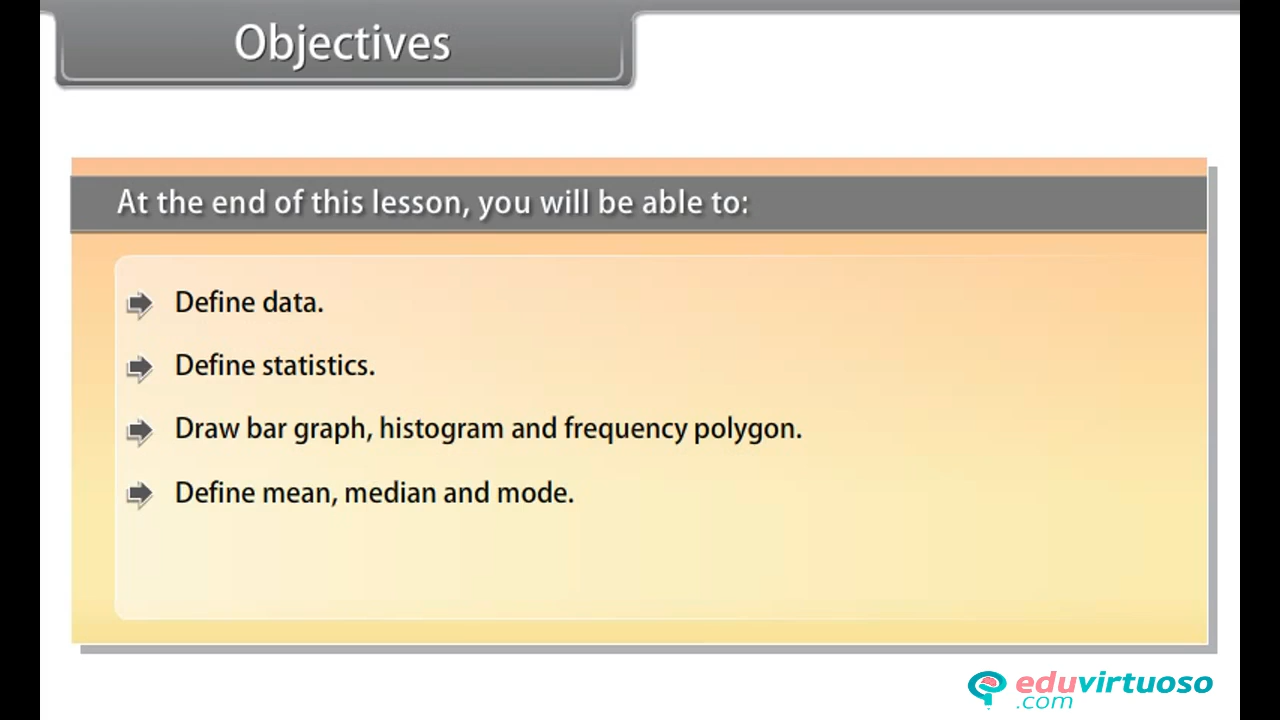 Objectives
At the end of this lesson, you will be able to:
Define data.
Define statistics.
Draw bar graph, histogram and frequency polygon.
Define mean, median and mode.
eduvirtuoso
.com